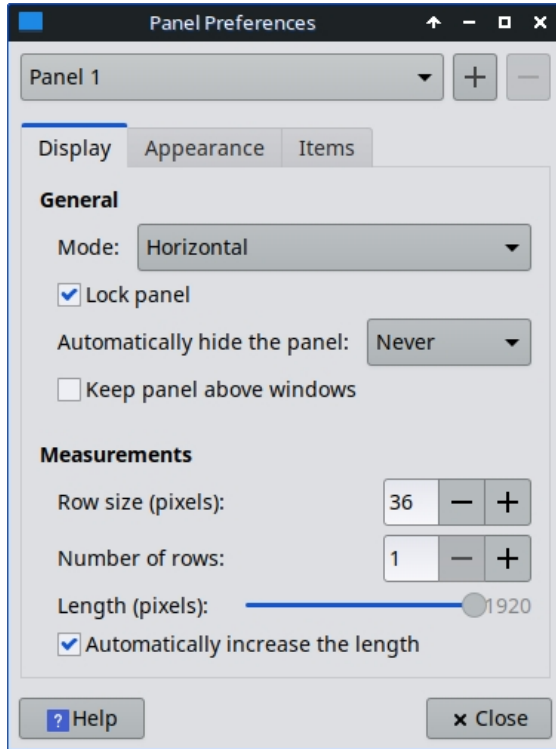 Panel Preferences
Panel 1
Display Appearance Items
General
Mode: Horizontal
Lock panel
Automatically hide the panel: Never
Keep panel above windows
Measurements
Row size (pixels): 36
Number of rows: 1
Length (pixels): 1920
Automatically increase the length
? Help
Close